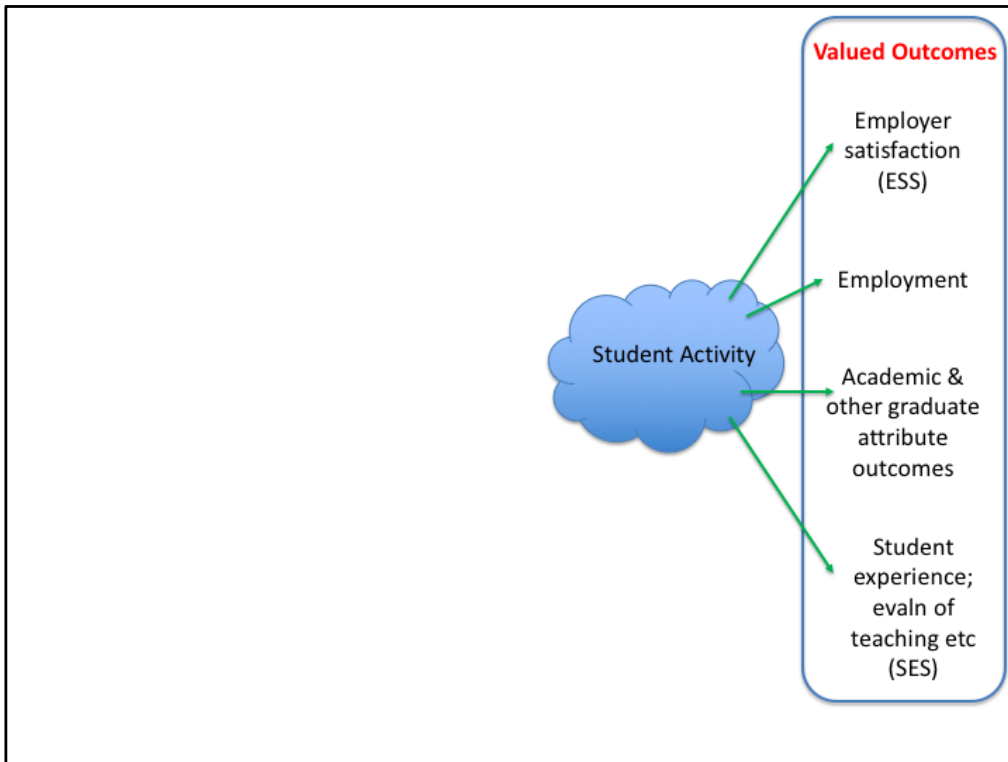 Valued Outcomes
Employer
satisfaction
(ESS)
Employment
Student Activity
Academic &
other graduate
attribute
outcomes
Student
experience;
evaln of
teaching etc
(SES)